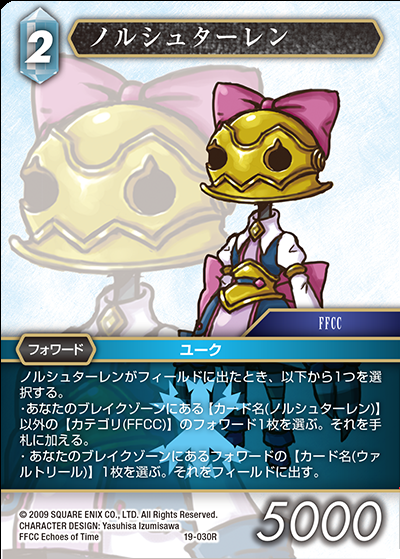 2
ノルシュターレン
FFCC
フォワード
ユーク
ノルシュターレンがフィールドに出たとき、以下から1つを選
択する。
・あなたのブレイクゾーンにある【カード名(ノルシュターレン)】
以外の【カテゴリ(FFCC)】のフォワード1枚を選ぶ。それを手
札に加える。
・あなたのブレイクゾーンにあるフォワードの【カード名(ウァ
ルトリール)】1枚を選ぶ。それをフィールドに出す。
© 2009 SQUARE ENIX CO., LTD. All Rights Reserved.
CHARACTER DESIGN: Yasuhisa Izumisawa
FFCC Echoes of Time
19-030R
5000